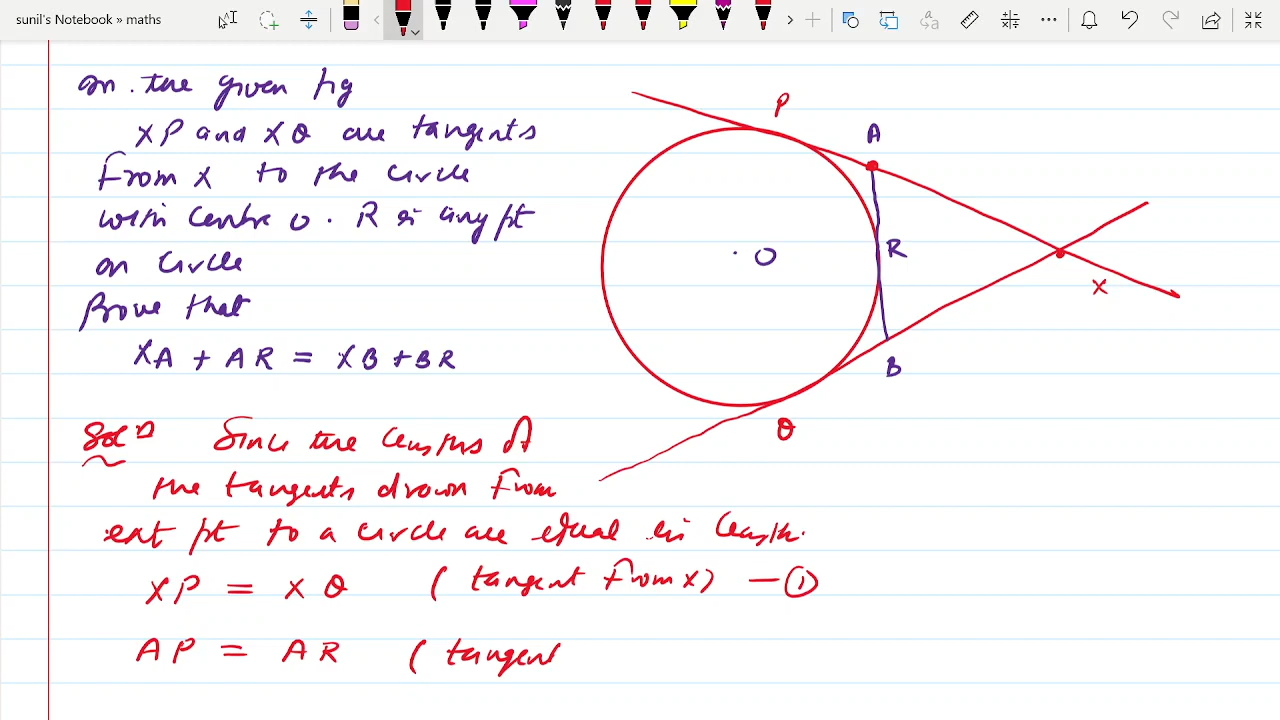 sunil's Notebook » maths
In the given fig
XP and XQ are tangents
from X to the circle
with centre O. R is any pt
on circle
Prove that
XA + AR = XB + BR
P
A
O
R
X
B
Q
Sol^n Since the lengths of
the tangents drawn from
ext pt to a circle are equal in length.
XP = XQ (tangent from X) — ①
AP = AR (tangent